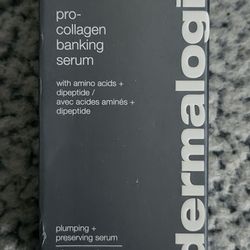 pro-
collagen
banking
serum
with amino acids +
dipeptide /
avec acides aminés +
dipeptide
plumping +
preserving serum
dermalogi